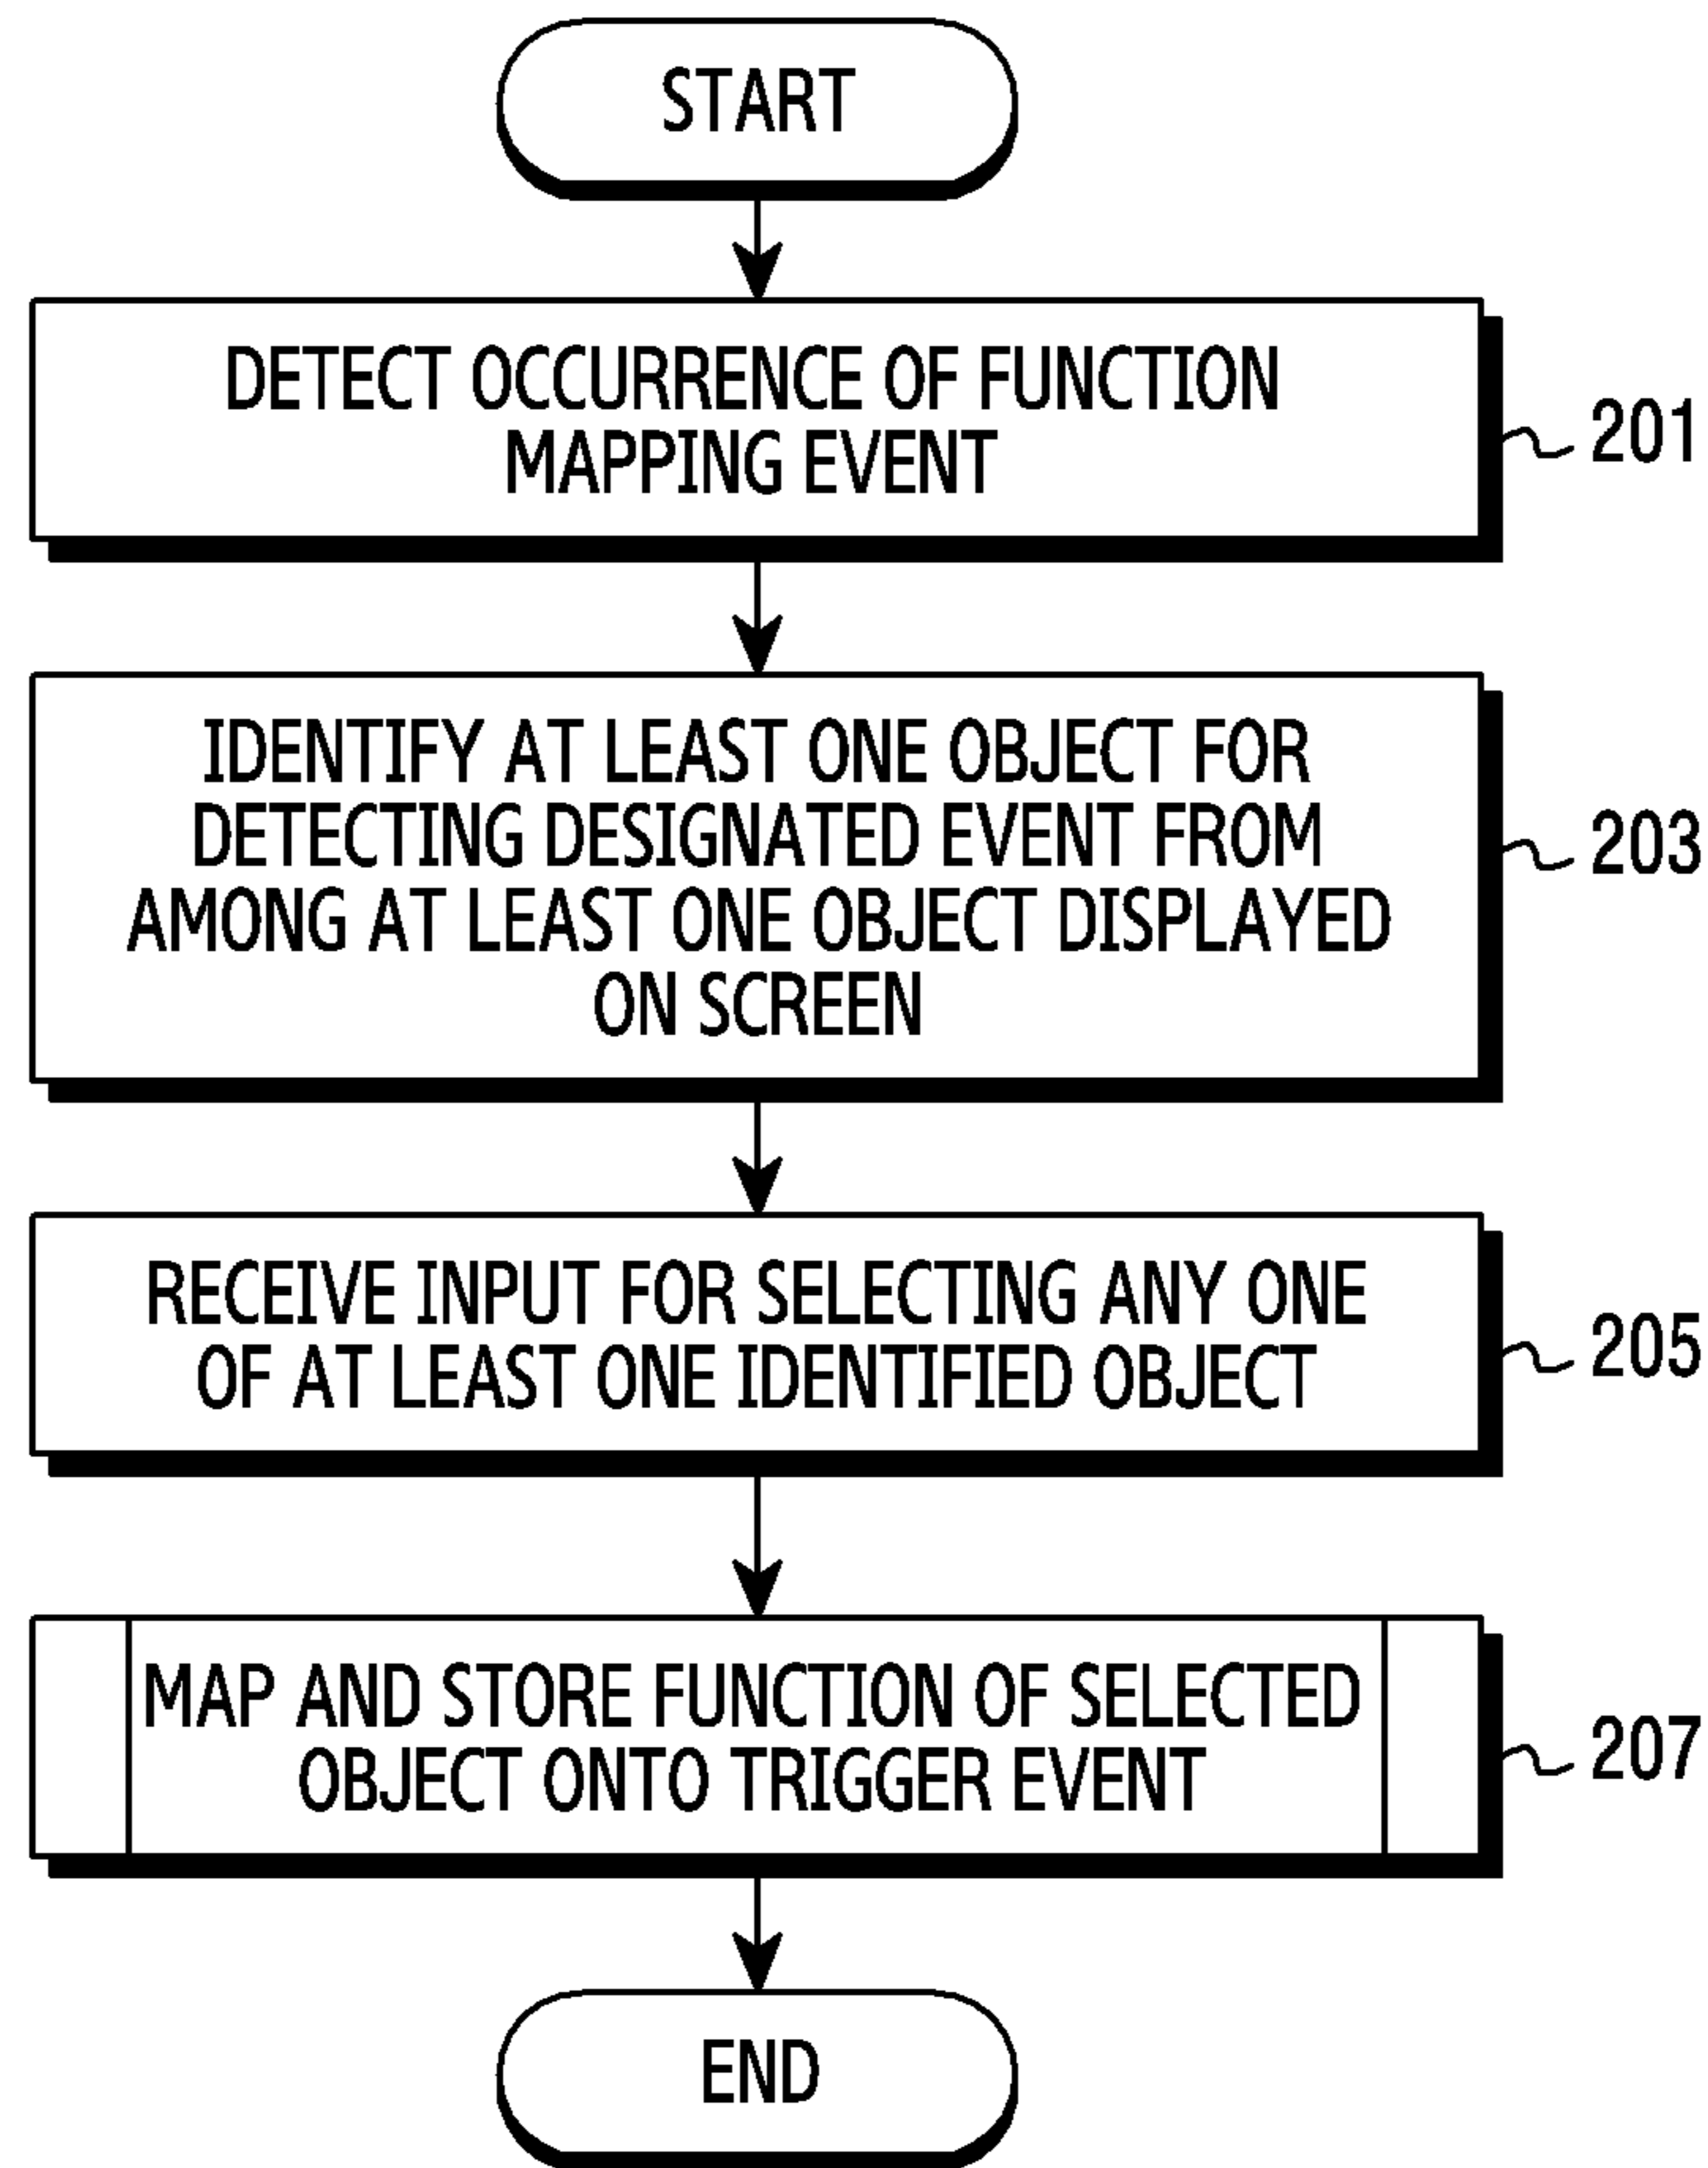 START
DETECT OCCURRENCE OF FUNCTION
MAPPING EVENT
201
IDENTIFY AT LEAST ONE OBJECT FOR
DETECTING DESIGNATED EVENT FROM
AMONG AT LEAST ONE OBJECT DISPLAYED
ON SCREEN
203
RECEIVE INPUT FOR SELECTING ANY ONE
OF AT LEAST ONE IDENTIFIED OBJECT
205
MAP AND STORE FUNCTION OF SELECTED
OBJECT ONTO TRIGGER EVENT
207
END